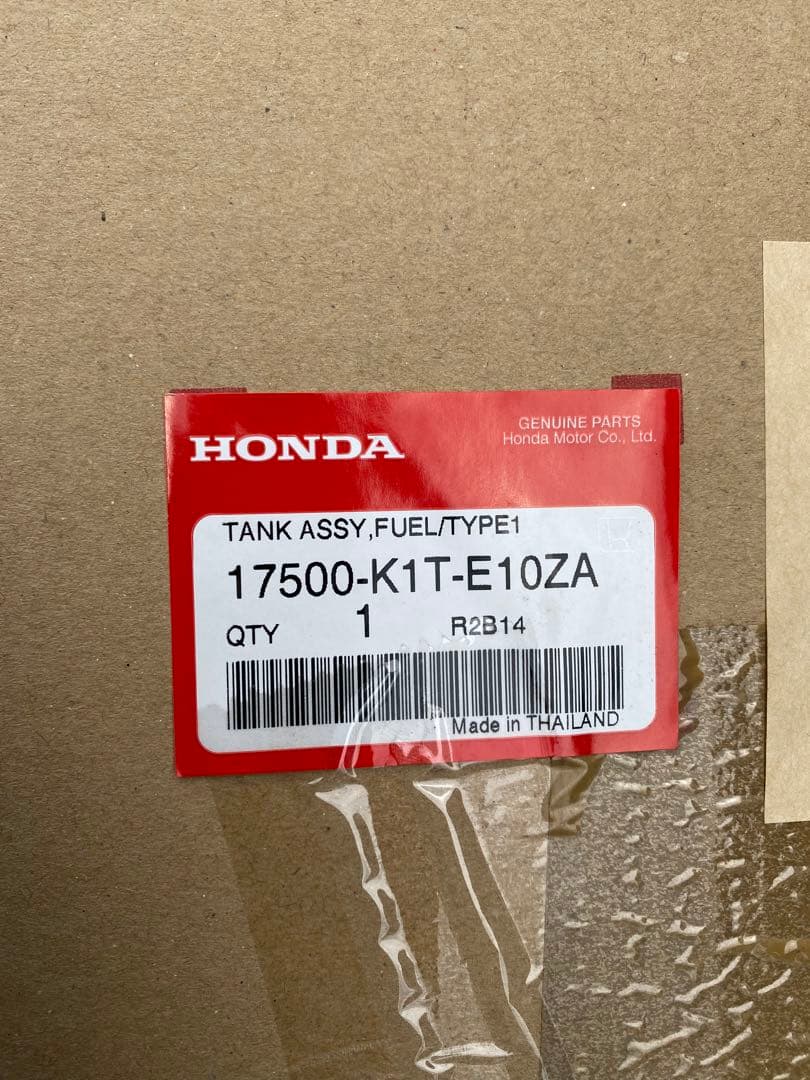 HONDA
GENUINE PARTS
Honda Motor Co., Ltd.
TANK ASSY,FUEL/TYPE1
17500-K1T-E10ZA
QTY 1 R2B14
Made in THAILAND